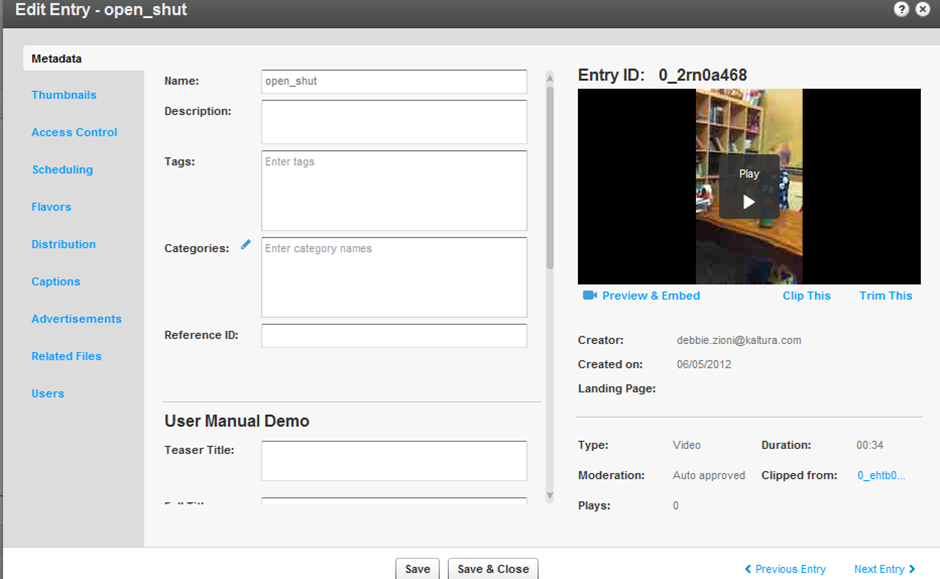 Edit Entry - open_shut
?
Metadata
Thumbnails
Access Control
Scheduling
Flavors
Distribution
Captions
Advertisements
Related Files
Users
Name: open_shut
Description:
Tags: Enter tags
Categories: Enter category names
Reference ID:
User Manual Demo
Teaser Title:
Entry ID: 0_2rn0a468
Play
Preview & Embed Clip This Trim This
Creator: debbie.zioni@kaltura.com
Created on: 06/05/2012
Landing Page:
Type: Video Duration: 00:34
Moderation: Auto approved Clipped from: 0_ehtb0...
Plays: 0
Save Save & Close Previous Entry Next Entry